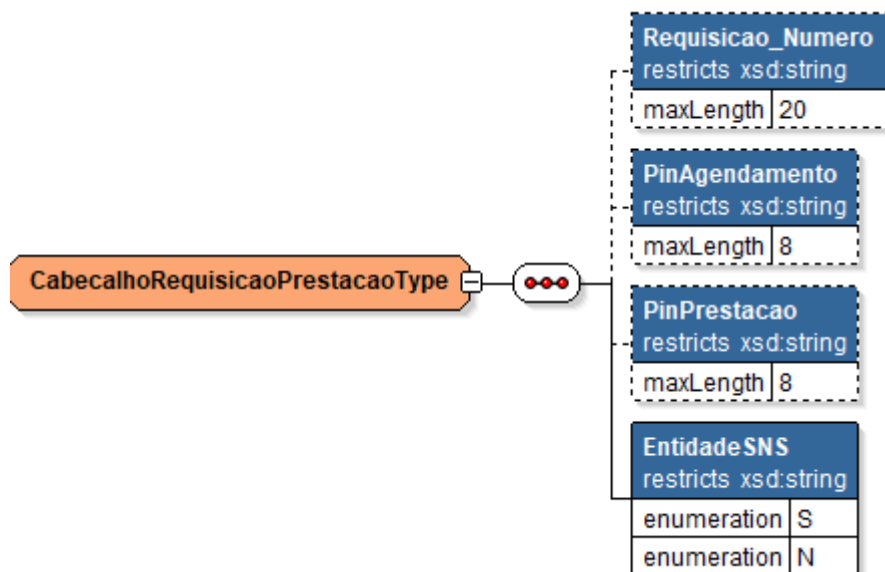 Requisicao_Numero
restricts xsd:string
maxLength 20
PinAgendamento
restricts xsd:string
maxLength 8
CabecalhoRequisicaoPrestacaoType
PinPrestacao
restricts xsd:string
maxLength 8
EntidadeSNS
restricts xsd:string
enumeration S
enumeration N